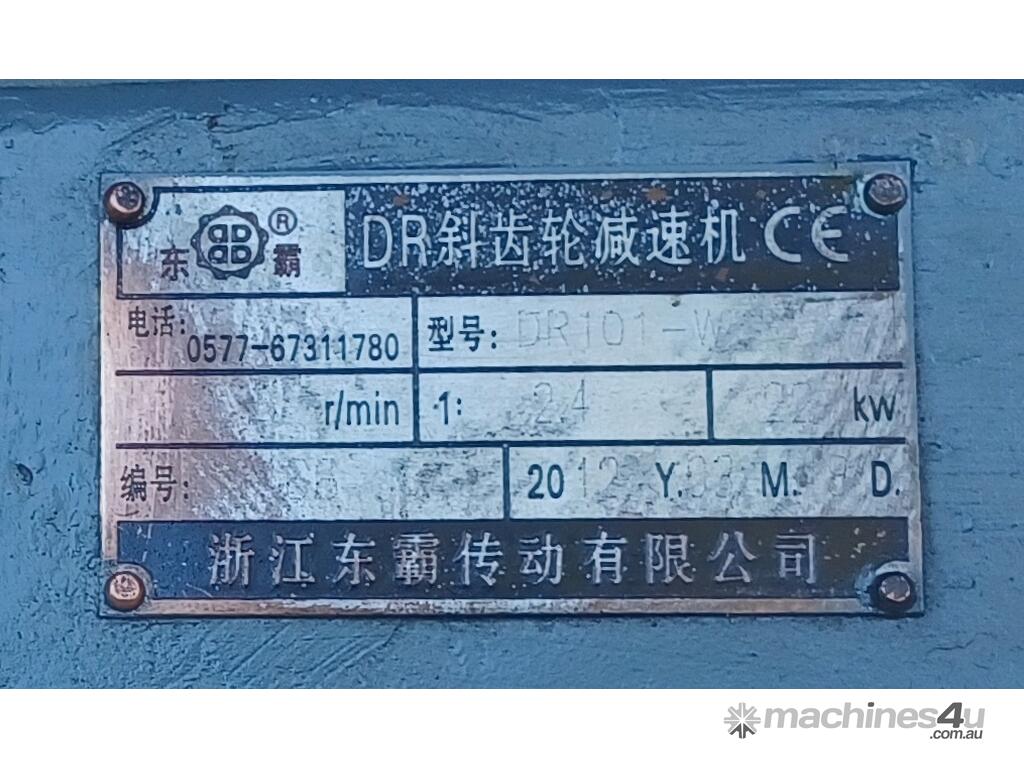 东霸 ® DR斜齿轮减速机 CE
电话: 0577-67311780 型号: DR101-W
r/min 1: 24 22 kw
编号: 2012 Y. 03 M. D.
浙江东霸传动有限公司
machines4u
.com.au